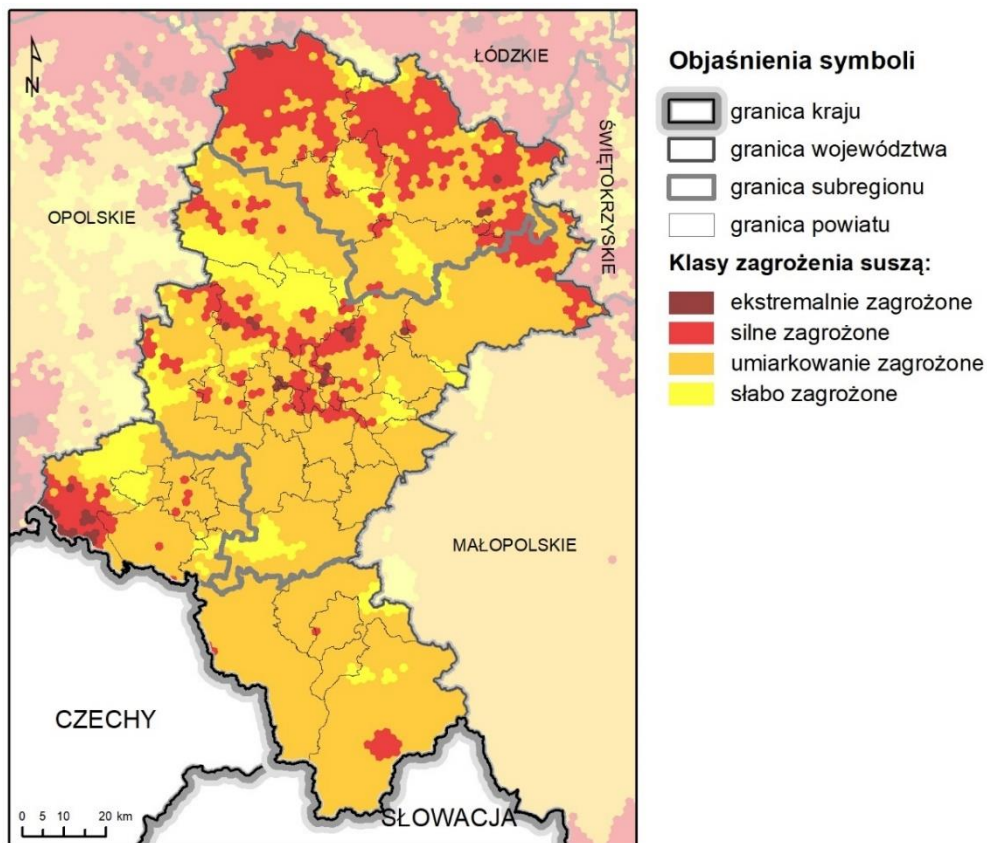 N
ŁÓDZKIE
ŚWIĘTOKRZYSKIE
OPOLSKIE
MAŁOPOLSKIE
CZECHY
SŁOWACJA
0 5 10 20 km
Objaśnienia symboli
granica kraju
granica województwa
granica subregionu
granica powiatu
Klasy zagrożenia suszą:
ekstremalnie zagrożone
silne zagrożone
umiarkowanie zagrożone
słabo zagrożone